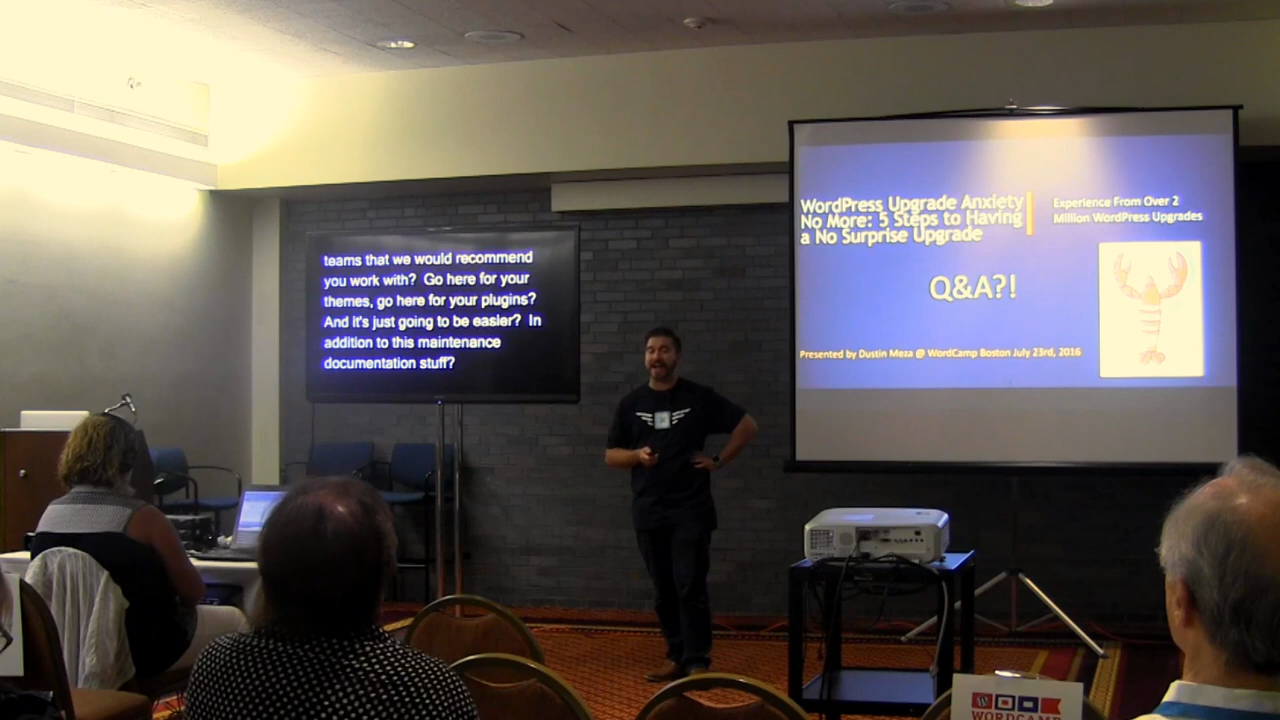 teams that we would recommend
you work with?  Go here for your
themes, go here for your plugins?
And it's just going to be easier?  In
addition to this maintenance
documentation stuff?
WordPress Upgrade Anxiety
No More: 5 Steps to Having
a No Surprise Upgrade
Experience From Over 2
Million WordPress Upgrades
Q&A?!
Presented by Dustin Meza @ WordCamp Boston July 23rd, 2016
WORDCAMP